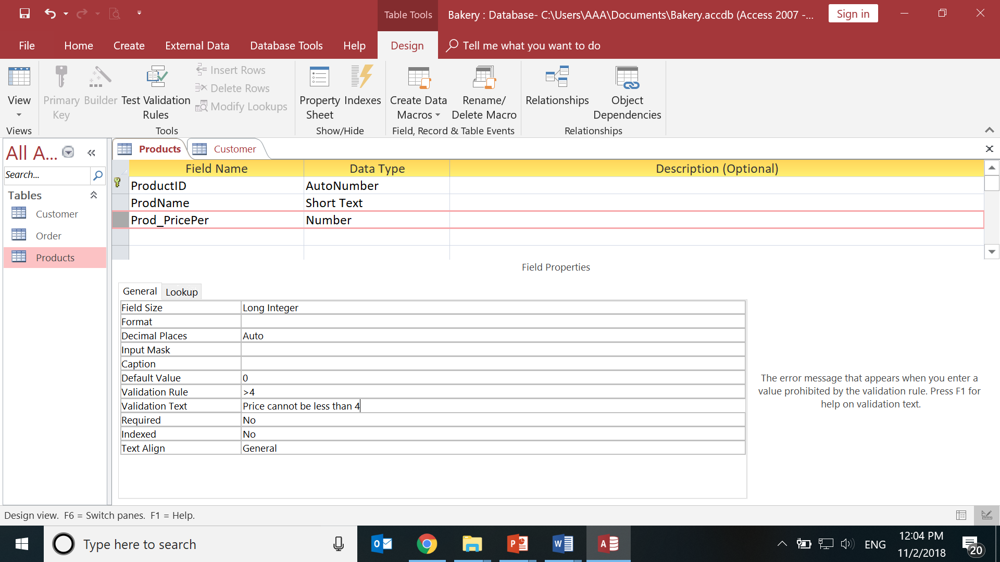 Table Tools
Bakery : Database- C:\Users\AAA\Documents\Bakery.accdb (Access 2007 -...
Sign in
File
Home
Create
External Data
Database Tools
Help
Design
Tell me what you want to do
View
Primary Key
Builder
Test Validation Rules
Insert Rows
Delete Rows
Modify Lookups
Property Sheet
Indexes
Create Data Macros
Rename/ Delete Macro
Relationships
Object Dependencies
Views
Tools
Show/Hide
Field, Record & Table Events
Relationships
All A...
Search...
Tables
Customer
Order
Products
Products
Customer
Field Name
Data Type
Description (Optional)
ProductID
AutoNumber
ProdName
Short Text
Prod_PricePer
Number
Field Properties
General
Lookup
Field Size
Long Integer
Format
Decimal Places
Auto
Input Mask
Caption
Default Value
0
Validation Rule
>4
Validation Text
Price cannot be less than 4
Required
No
Indexed
No
Text Align
General
The error message that appears when you enter a
value prohibited by the validation rule. Press F1 for
help on validation text.
Design view. F6 = Switch panes. F1 = Help.
Type here to search
ENG
12:04 PM
11/2/2018
20